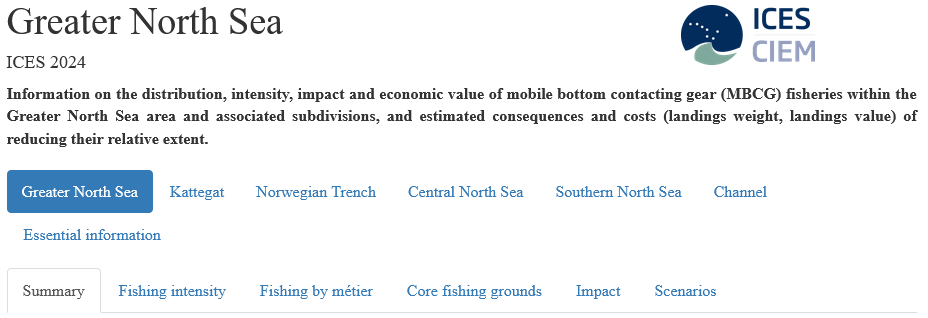 Greater North Sea
ICES
CIEM
ICES 2024
Information on the distribution, intensity, impact and economic value of mobile bottom contacting gear (MBCG) fisheries within the
Greater North Sea area and associated subdivisions, and estimated consequences and costs (landings weight, landings value) of
reducing their relative extent.
Greater North Sea Kattegat Norwegian Trench Central North Sea Southern North Sea Channel
Essential information
Summary Fishing intensity Fishing by métier Core fishing grounds Impact Scenarios